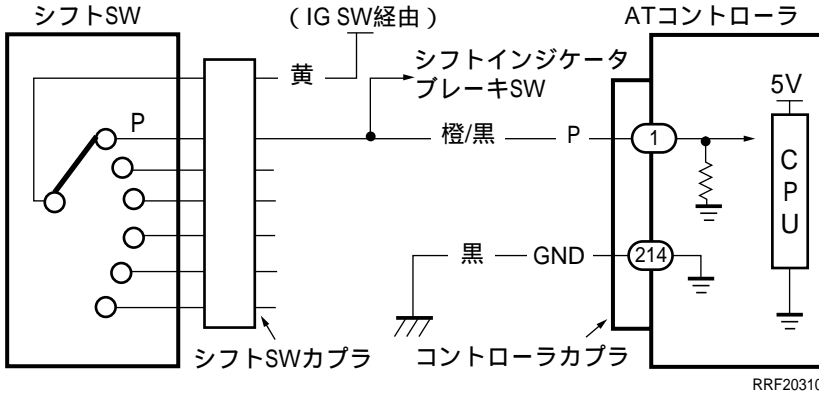 シフトSW
(IG SW経由)
ATコントローラ
黄
シフトインジケータ
ブレーキSW
5V
P
橙/黒
P
1
CPU
黒
GND
214
シフトSWカプラ
コントローラカプラ
RRF20310